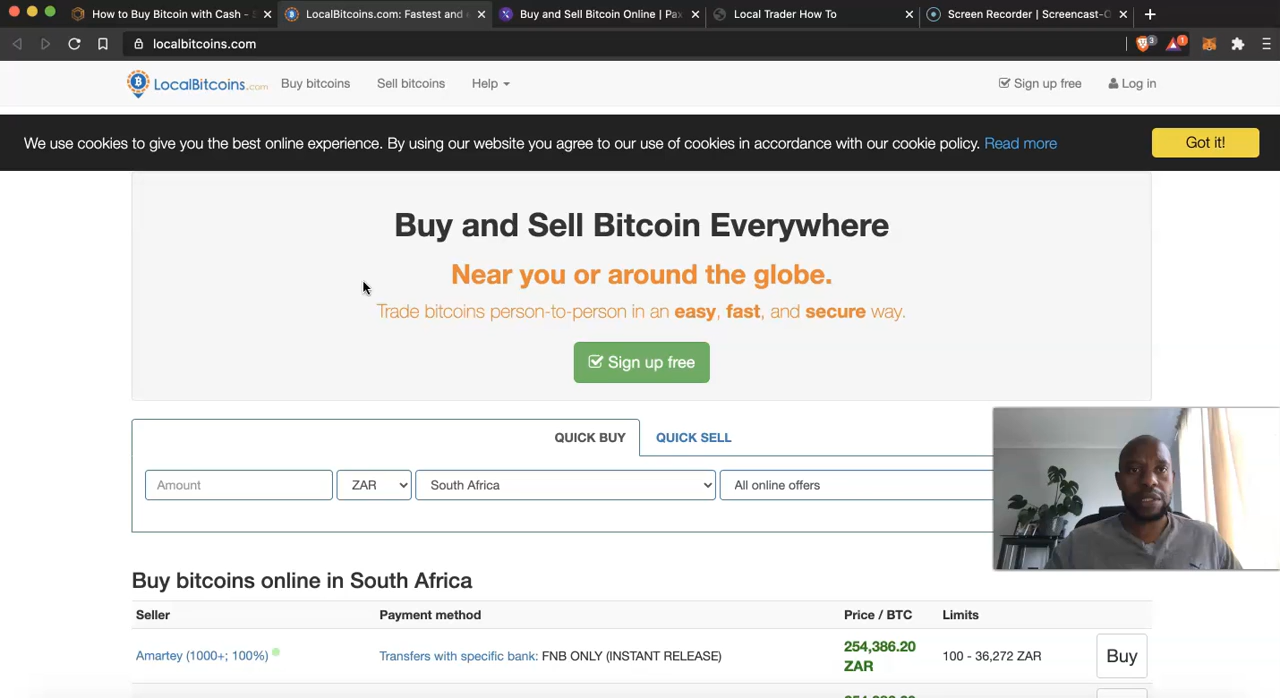 How to Buy Bitcoin with Cash -
LocalBitcoins.com: Fastest and
Buy and Sell Bitcoin Online | Pax
Local Trader How To
Screen Recorder | Screencast-O
localbitcoins.com
3
1
LocalBitcoins.com
Buy bitcoins
Sell bitcoins
Help
Sign up free
Log in
We use cookies to give you the best online experience. By using our website you agree to our use of cookies in accordance with our cookie policy. Read more
Got it!
Buy and Sell Bitcoin Everywhere
Near you or around the globe.
Trade bitcoins person-to-person in an easy, fast, and secure way.
Sign up free
QUICK BUY
QUICK SELL
Amount
ZAR
South Africa
All online offers
Buy bitcoins online in South Africa
Seller
Payment method
Price / BTC
Limits
Amartey (1000+; 100%)
Transfers with specific bank: FNB ONLY (INSTANT RELEASE)
254,386.20
ZAR
100 - 36,272 ZAR
Buy